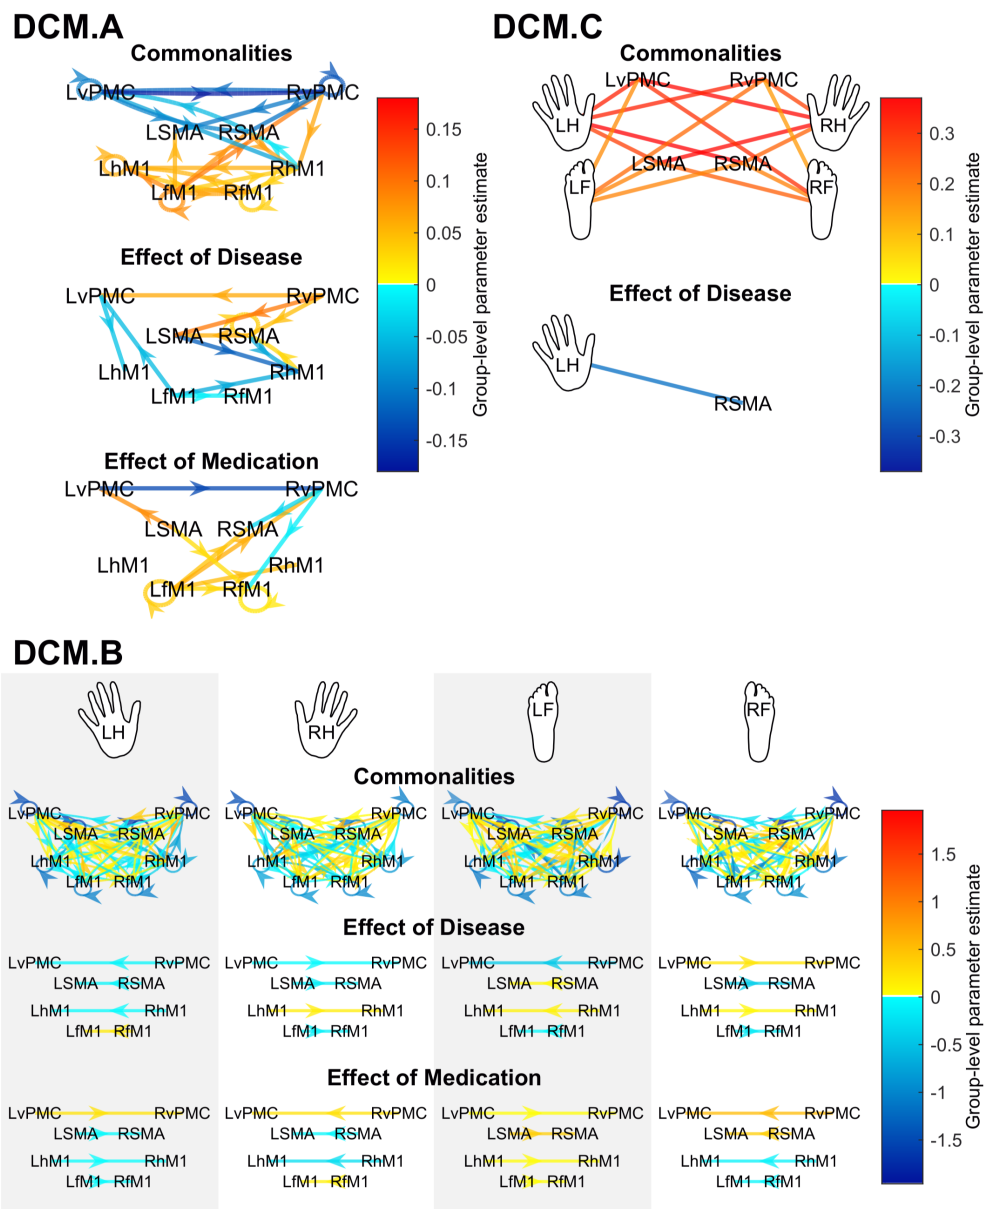 DCM.A
Commonalities
LvPMC RvPMC
LSMA RSMA
LhM1 RhM1
LfM1 RfM1
Effect of Disease
LvPMC RvPMC
LSMA RSMA
LhM1 RhM1
LfM1 RfM1
Effect of Medication
LvPMC RvPMC
LSMA RSMA
LhM1 RhM1
LfM1 RfM1
0.15
0.1
0.05
0
-0.05
-0.1
-0.15
Group-level parameter estimate
DCM.C
Commonalities
LvPMC RvPMC
LH RH
LSMA RSMA
LF RF
Effect of Disease
LH
RSMA
0.3
0.2
0.1
0
-0.1
-0.2
-0.3
Group-level parameter estimate
DCM.B
LH RH LF RF
Commonalities
LvPMC RvPMC LvPMC RvPMC LvPMC RvPMC LvPMC RvPMC
LSMA RSMA LSMA RSMA LSMA RSMA LSMA RSMA
LhM1 RhM1 LhM1 RhM1 LhM1 RhM1 LhM1 RhM1
LfM1 RfM1 LfM1 RfM1 LfM1 RfM1 LfM1 RfM1
Effect of Disease
LvPMC RvPMC LvPMC RvPMC LvPMC RvPMC LvPMC RvPMC
LSMA RSMA LSMA RSMA LSMA RSMA LSMA RSMA
LhM1 RhM1 LhM1 RhM1 LhM1 RhM1 LhM1 RhM1
LfM1 RfM1 LfM1 RfM1 LfM1 RfM1 LfM1 RfM1
Effect of Medication
LvPMC RvPMC LvPMC RvPMC LvPMC RvPMC LvPMC RvPMC
LSMA RSMA LSMA RSMA LSMA RSMA LSMA RSMA
LhM1 RhM1 LhM1 RhM1 LhM1 RhM1 LhM1 RhM1
LfM1 RfM1 LfM1 RfM1 LfM1 RfM1 LfM1 RfM1
1.5
1
0.5
0
-0.5
-1
-1.5
Group-level parameter estimate